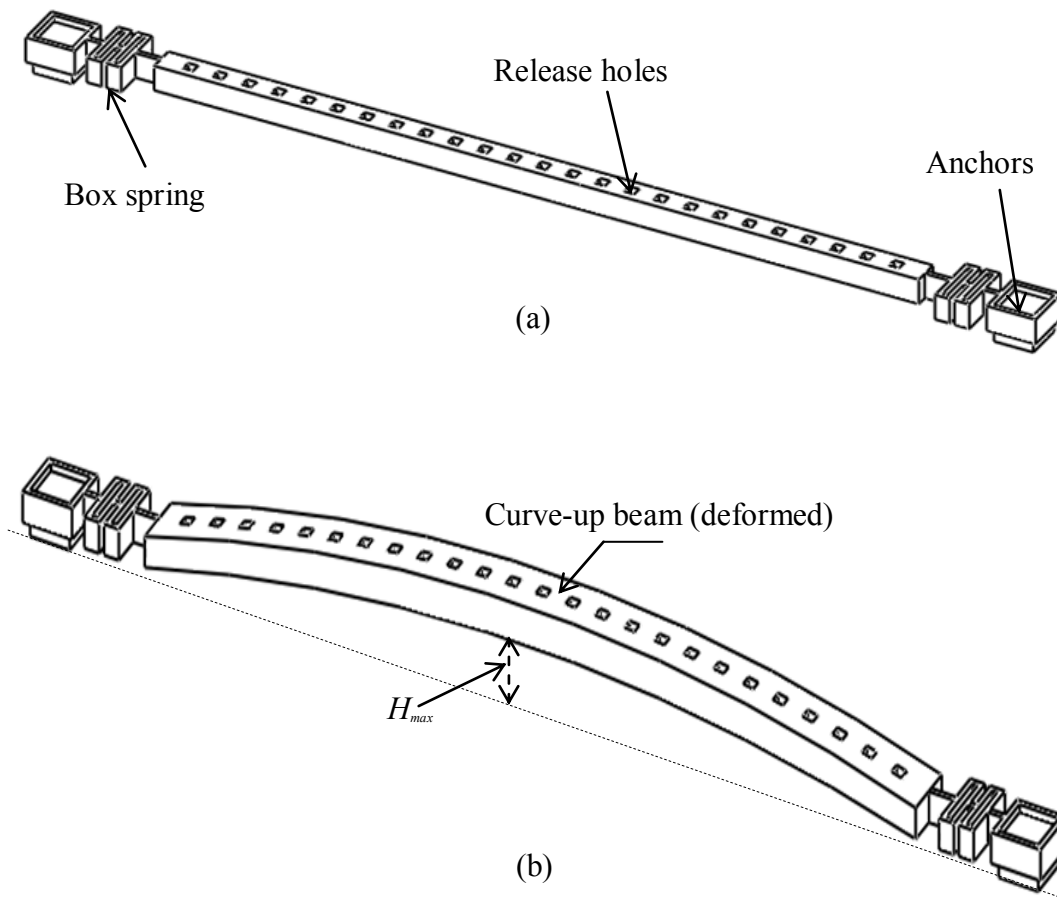 Release holes
Anchors
Box spring
(a)
Curve-up beam (deformed)
Hmax
(b)